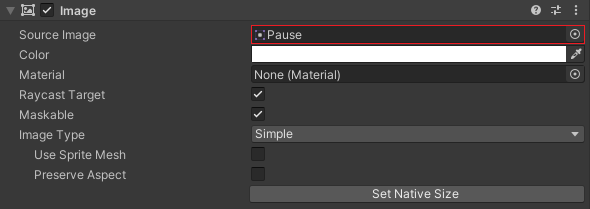 Image
Source Image Pause
Color
Material None (Material)
Raycast Target
Maskable
Image Type Simple
Use Sprite Mesh
Preserve Aspect
Set Native Size